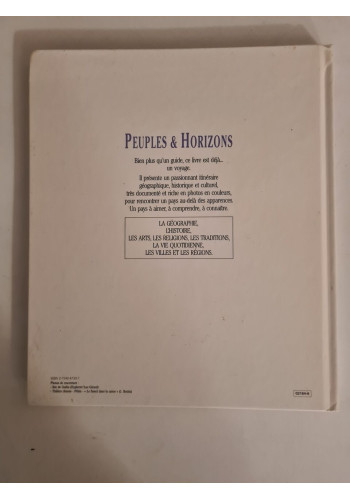 PEUPLES & HORIZONS
Bien plus qu'un guide, ce livre est déjà...
un voyage.
Il présente un passionnant itinéraire
géographique, historique et culturel,
très documenté et riche en photos en couleurs,
pour rencontrer un pays au-delà des apparences.
Un pays à aimer, à comprendre, à connaître.
LA GÉOGRAPHIE,
L'HISTOIRE,
LES ARTS, LES RELIGIONS, LES TRADITIONS,
LA VIE QUOTIDIENNE,
LES VILLES ET LES RÉGIONS.
Photos de couverture :